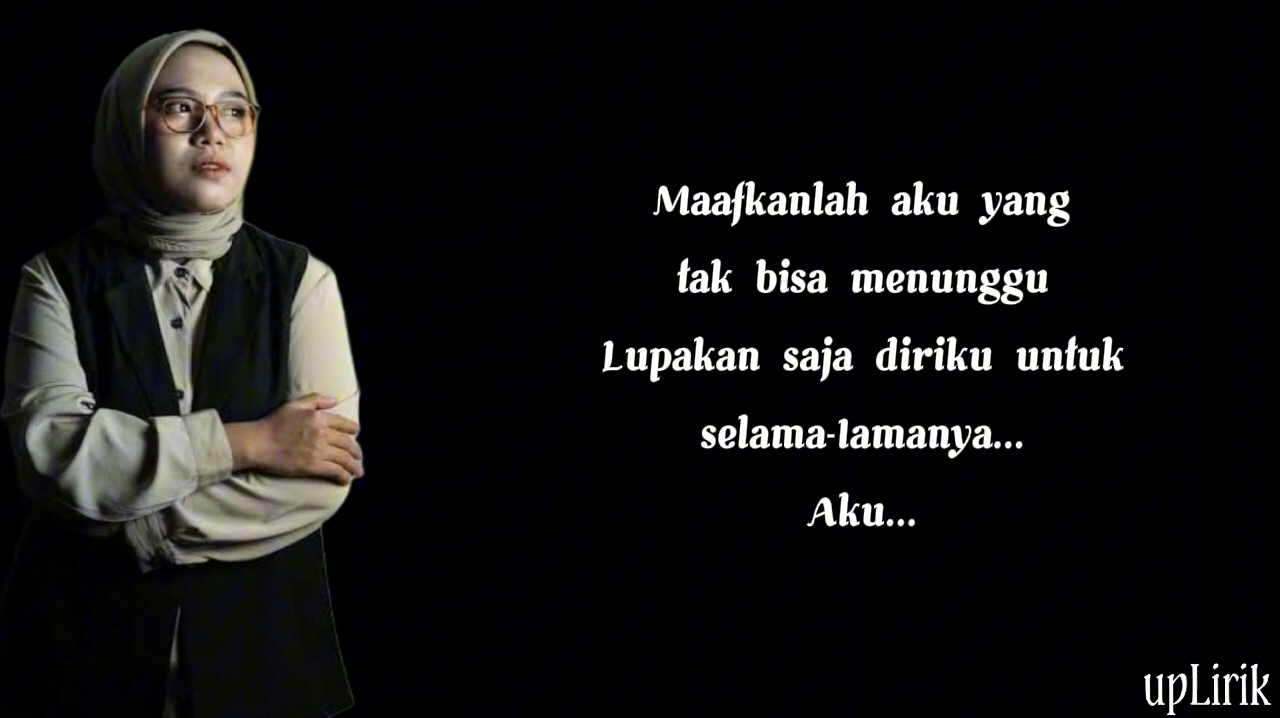 Maafkanlah aku yang
tak bisa menunggu
Lupakan saja diriku untuk
selama-lamanya...
Aku...
upLirik